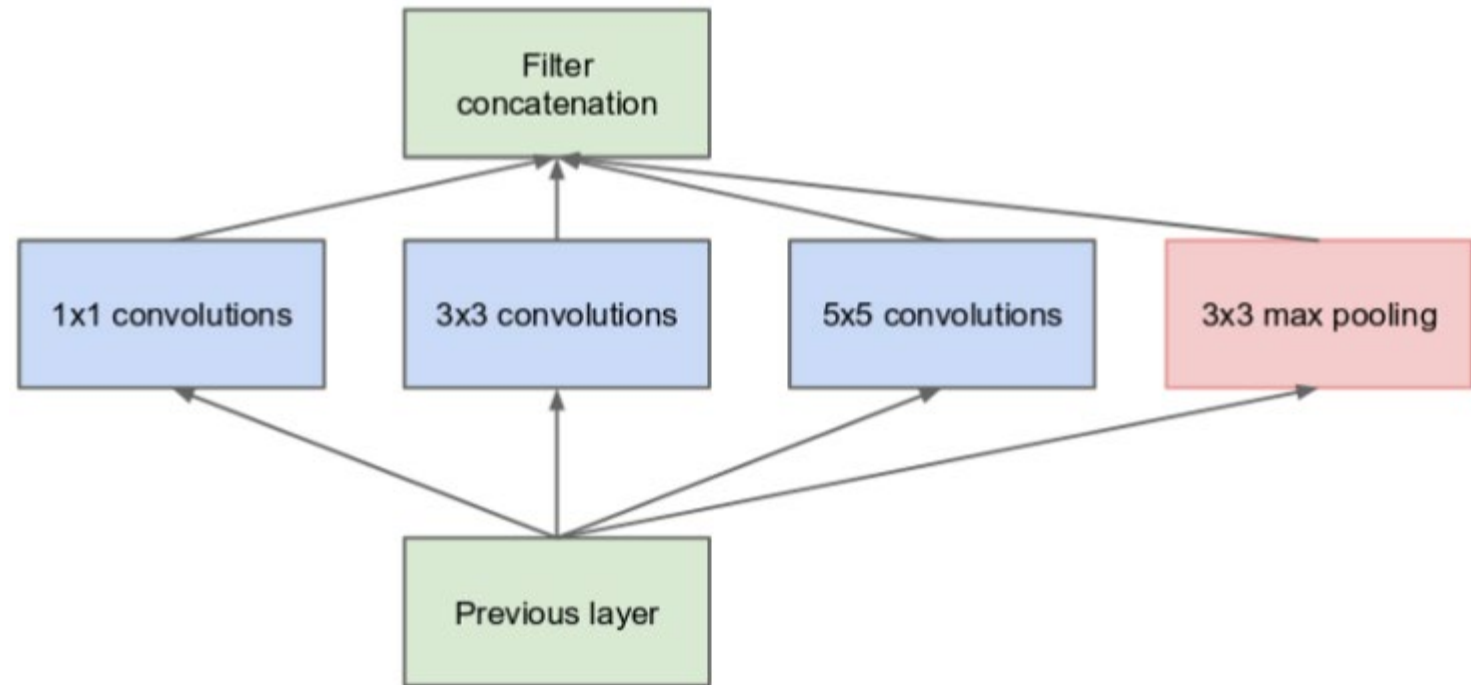 Filter
concatenation
1x1 convolutions
3x3 convolutions
5x5 convolutions
3x3 max pooling
Previous layer